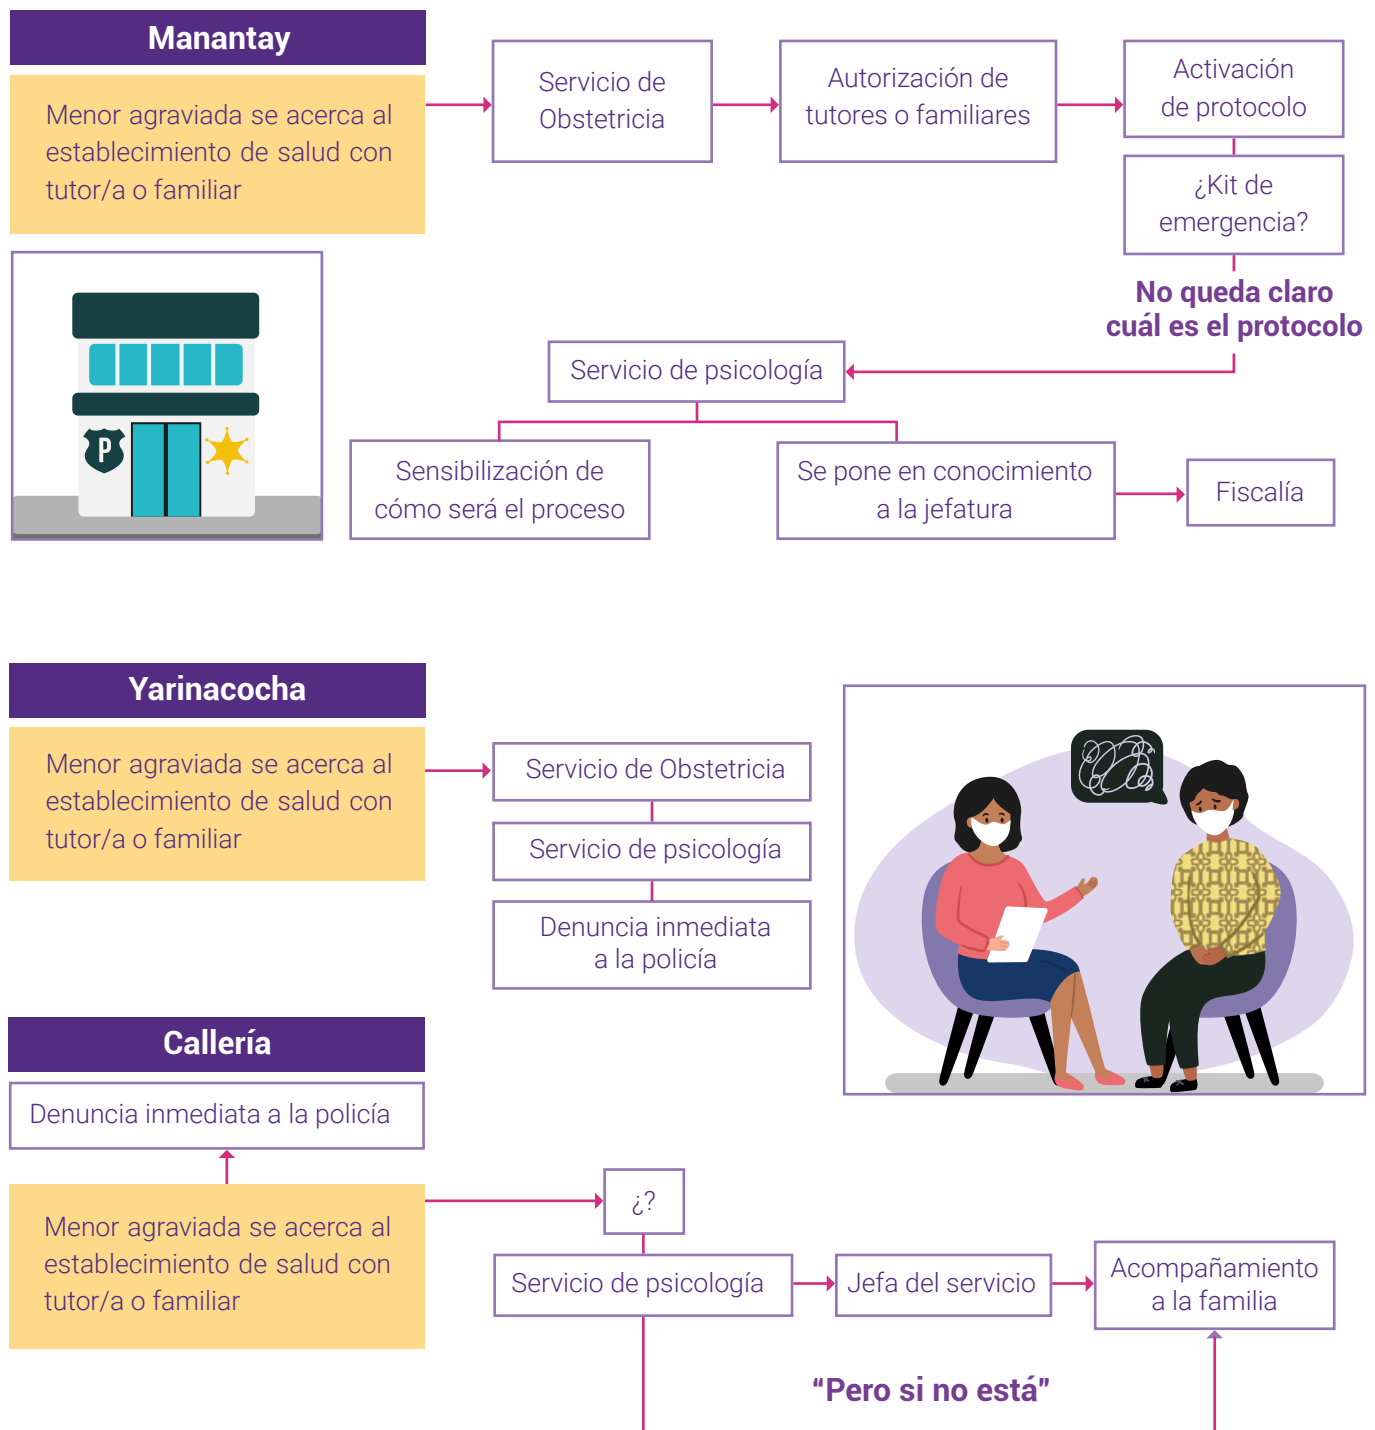 Manantay
Menor agraviada se acerca al
establecimiento de salud con
tutor/a o familiar
Servicio de
Obstetricia
Autorización de
tutores o familiares
Activación
de protocolo
¿Kit de
emergencia?
No queda claro
cuál es el protocolo
Servicio de psicología
Sensibilización de
cómo será el proceso
Se pone en conocimiento
a la jefatura
Fiscalía
P
Yarinacocha
Menor agraviada se acerca al
establecimiento de salud con
tutor/a o familiar
Servicio de Obstetricia
Servicio de psicología
Denuncia inmediata
a la policía
Callería
Denuncia inmediata a la policía
Menor agraviada se acerca al
establecimiento de salud con
tutor/a o familiar
¿?
Servicio de psicología
Jefa del servicio
Acompañamiento
a la familia
“Pero si no está”